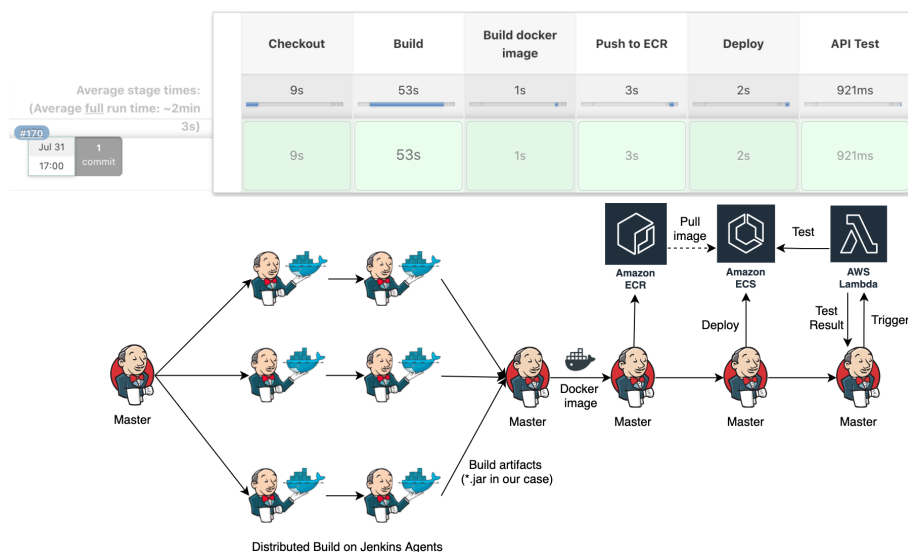 Checkout
Build
Build docker
image
Push to ECR
Deploy
API Test
Average stage times:
(Average full run time: ~2min
3s)
9s
53s
1s
3s
2s
921ms
#170
Jul 31
17:00
1
commit
9s
53s
1s
3s
2s
921ms
Pull
image
Test
Amazon
ECR
Amazon
ECS
AWS
Lambda
Deploy
Test
Result
Trigger
Master
Docker
image
Master
Master
Master
Master
Build artifacts
(*.jar in our case)
Distributed Build on Jenkins Agents